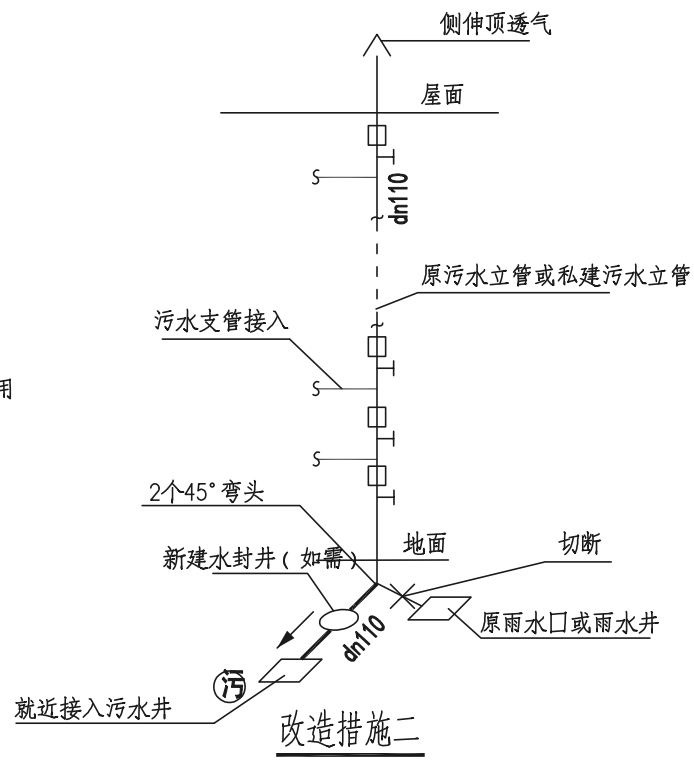 侧伸顶透气
屋面
dn110
原污水立管或私建污水立管
污水支管接入
用
2个45°弯头
地面
切断
新建水封井(如需)
原雨水口或雨水井
dn110
污
就近接入污水井
改造措施二